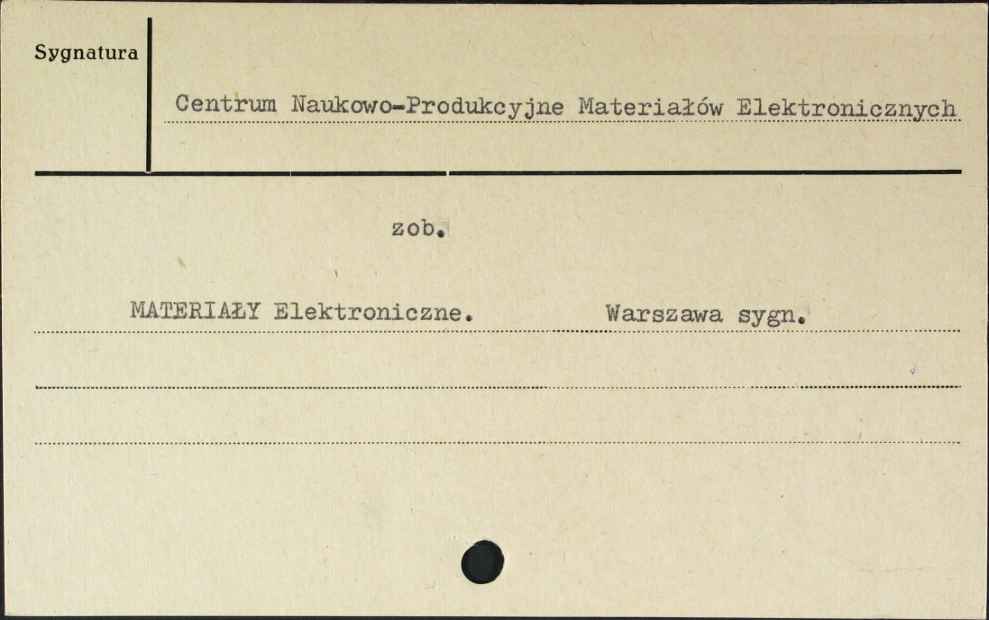 Sygnatura
Centrum Naukowo-Produkcyjne Materiałów Elektronicznych
zob.
MATERIAŁY Elektroniczne. Warszawa sygn.